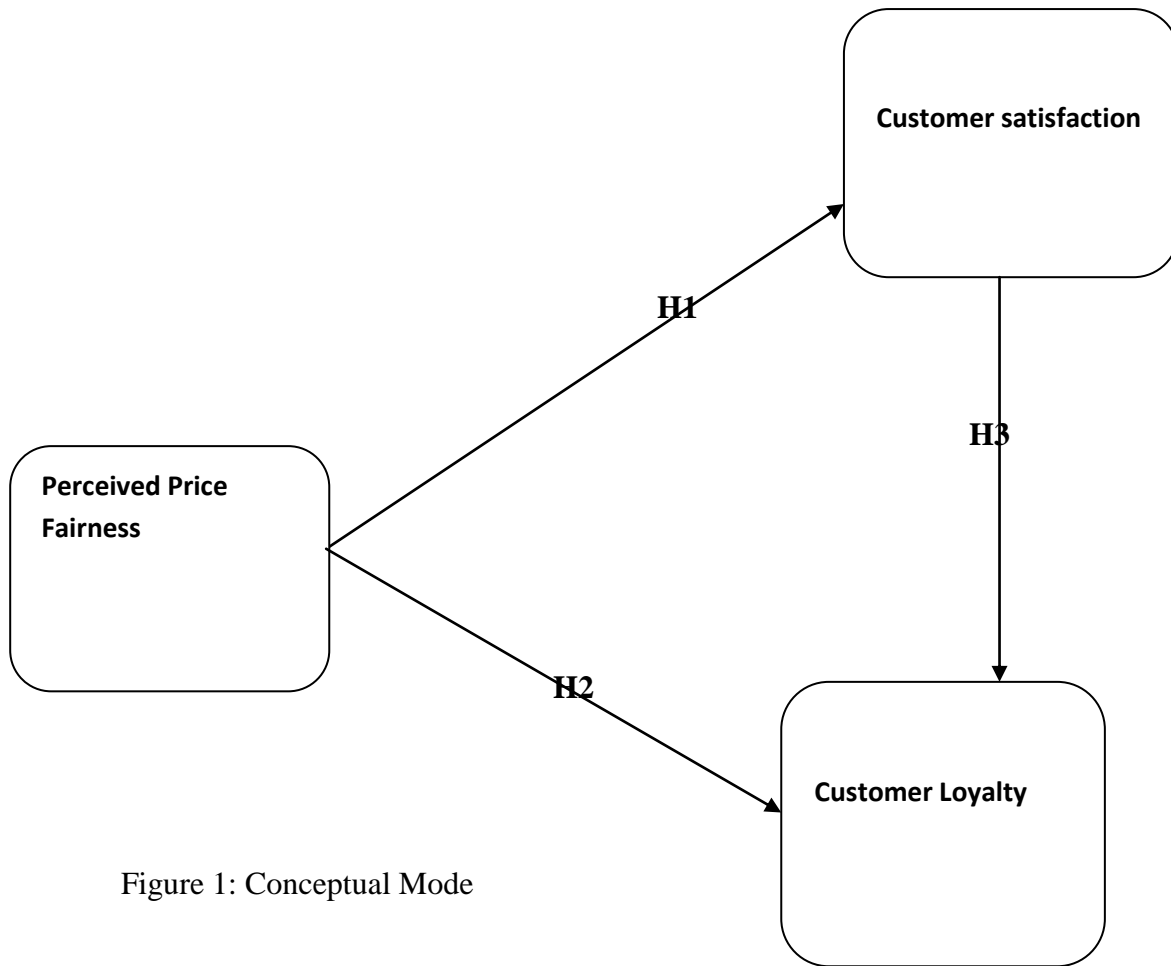 Customer satisfaction
H1
H3
Perceived Price
Fairness
H2
Customer Loyalty
Figure 1: Conceptual Mode